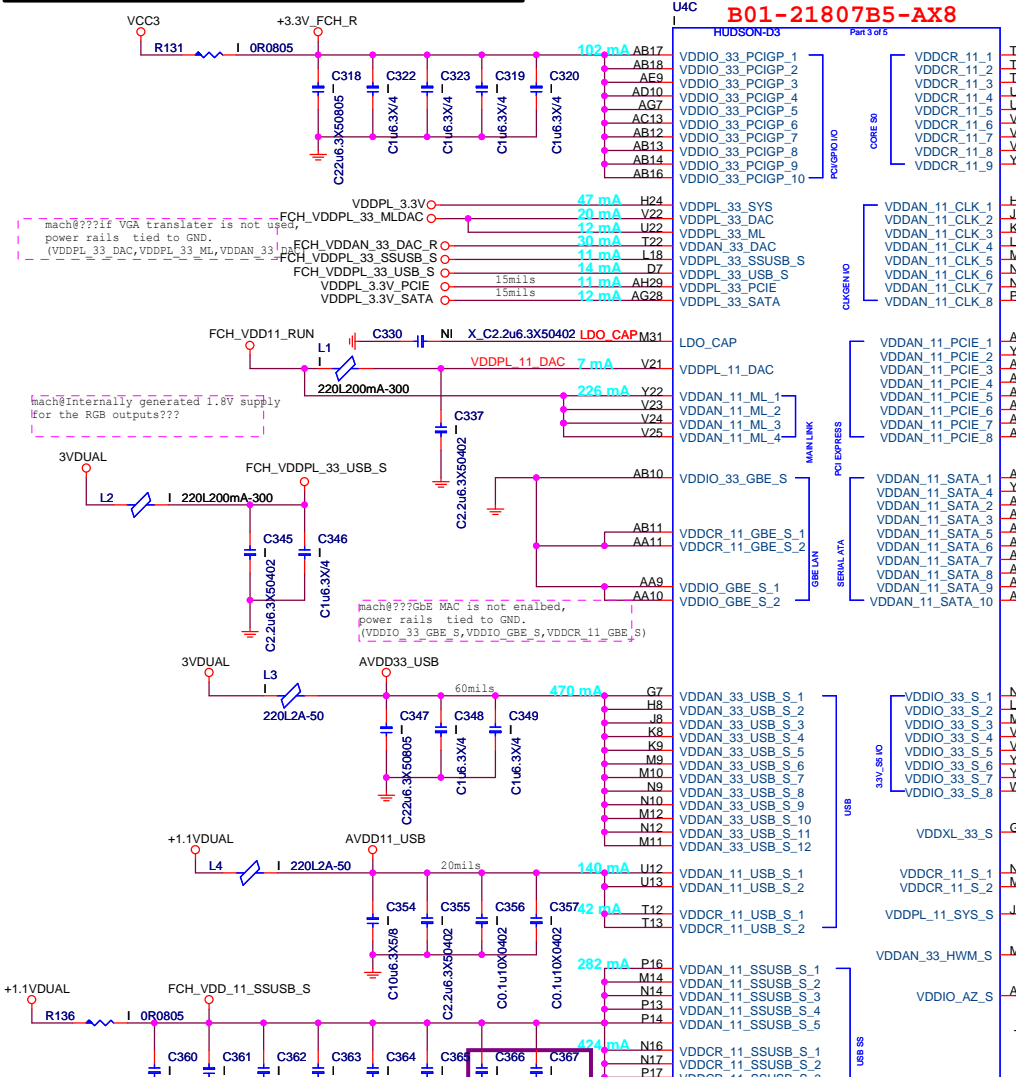 U4C
B01-21807B5-AX8
HUDSON-D3
Part 3 of 5
VCC3
+3.3V_FCH_R
R131 I 0R0805
102 mA
C318 I C22u6.3X50805
C322 I C1u6.3X/4
C323 I C1u6.3X/4
C319 I C1u6.3X/4
C320 I C1u6.3X/4
AB17 VDDIO_33_PCIGP_1
AB18 VDDIO_33_PCIGP_2
AE9 VDDIO_33_PCIGP_3
AD10 VDDIO_33_PCIGP_4
AG7 VDDIO_33_PCIGP_5
AC13 VDDIO_33_PCIGP_6
AB12 VDDIO_33_PCIGP_7
AB13 VDDIO_33_PCIGP_8
AB14 VDDIO_33_PCIGP_9
AB16 VDDIO_33_PCIGP_10
PCI/GPIO I/O
CORE S0
VDDCR_11_1
VDDCR_11_2
VDDCR_11_3
VDDCR_11_4
VDDCR_11_5
VDDCR_11_6
VDDCR_11_7
VDDCR_11_8
VDDCR_11_9
mach@???if VGA translater is not used,
power rails tied to GND.
(VDDPL_33_DAC,VDDPL_33_ML,VDDAN_33_DAC
VDDPL_3.3V 47 mA H24 VDDPL_33_SYS
FCH_VDDPL_33_MLDAC 20 mA V22 VDDPL_33_DAC
12 mA U22 VDDPL_33_ML
FCH_VDDAN_33_DAC_R 30 mA T22 VDDAN_33_DAC
FCH_VDDPL_33_SSUSB_S 11 mA L18 VDDPL_33_SSUSB_S
FCH_VDDPL_33_USB_S 14 mA D7 VDDPL_33_USB_S
VDDPL_3.3V_PCIE 15mils 11 mA AH29 VDDPL_33_PCIE
VDDPL_3.3V_SATA 15mils 12 mA AG28 VDDPL_33_SATA
CLKGEN I/O
VDDAN_11_CLK_1
VDDAN_11_CLK_2
VDDAN_11_CLK_3
VDDAN_11_CLK_4
VDDAN_11_CLK_5
VDDAN_11_CLK_6
VDDAN_11_CLK_7
VDDAN_11_CLK_8
FCH_VDD11_RUN
C330 NI X_C2.2u6.3X50402 LDO_CAP M31 LDO_CAP
L1 I
220L200mA-300
VDDPL_11_DAC 7 mA V21 VDDPL_11_DAC
226 mA Y22 VDDAN_11_ML_1
V23 VDDAN_11_ML_2
V24 VDDAN_11_ML_3
V25 VDDAN_11_ML_4
MAIN LINK
C337 I C2.2u6.3X50402
mach@Internally generated 1.8V supply
for the RGB outputs???
PCI EXPRESS
VDDAN_11_PCIE_1
VDDAN_11_PCIE_2
VDDAN_11_PCIE_3
VDDAN_11_PCIE_4
VDDAN_11_PCIE_5
VDDAN_11_PCIE_6
VDDAN_11_PCIE_7
VDDAN_11_PCIE_8
3VDUAL
FCH_VDDPL_33_USB_S
L2 I 220L200mA-300
C345 I C2.2u6.3X50402
C346 I C1u6.3X/4
AB10 VDDIO_33_GBE_S
AB11 VDDCR_11_GBE_S_1
AA11 VDDCR_11_GBE_S_2
AA9 VDDIO_GBE_S_1
AA10 VDDIO_GBE_S_2
GBE LAN
SERIAL ATA
VDDAN_11_SATA_1
VDDAN_11_SATA_4
VDDAN_11_SATA_2
VDDAN_11_SATA_3
VDDAN_11_SATA_5
VDDAN_11_SATA_6
VDDAN_11_SATA_7
VDDAN_11_SATA_8
VDDAN_11_SATA_9
VDDAN_11_SATA_10
mach@???GbE MAC is not enalbed,
power rails tied to GND.
(VDDIO_33_GBE_S,VDDIO_GBE_S,VDDCR_11_GBE_S)
3VDUAL
AVDD33_USB
L3 I
220L2A-50
60mils 470 mA
C347 I C22u6.3X50805
C348 I C1u6.3X/4
C349 I C1u6.3X/4
G7 VDDAN_33_USB_S_1
H8 VDDAN_33_USB_S_2
J8 VDDAN_33_USB_S_3
K8 VDDAN_33_USB_S_4
K9 VDDAN_33_USB_S_5
M9 VDDAN_33_USB_S_6
M10 VDDAN_33_USB_S_7
N9 VDDAN_33_USB_S_8
N10 VDDAN_33_USB_S_9
M12 VDDAN_33_USB_S_10
N12 VDDAN_33_USB_S_11
M11 VDDAN_33_USB_S_12
USB
3.3V_S5 I/O
VDDIO_33_S_1
VDDIO_33_S_2
VDDIO_33_S_3
VDDIO_33_S_4
VDDIO_33_S_5
VDDIO_33_S_6
VDDIO_33_S_7
VDDIO_33_S_8
VDDXL_33_S
VDDCR_11_S_1
VDDCR_11_S_2
VDDPL_11_SYS_S
VDDAN_33_HWM_S
VDDIO_AZ_S
+1.1VDUAL
AVDD11_USB
L4 I 220L2A-50
20mils 140 mA U12 VDDAN_11_USB_S_1
U13 VDDAN_11_USB_S_2
42 mA T12 VDDCR_11_USB_S_1
T13 VDDCR_11_USB_S_2
C354 I C10u6.3X5/8
C355 I C2.2u6.3X50402
C356 I C0.1u10X0402
C357 I C0.1u10X0402
282 mA P16 VDDAN_11_SSUSB_S_1
M14 VDDAN_11_SSUSB_S_2
N14 VDDAN_11_SSUSB_S_3
P13 VDDAN_11_SSUSB_S_4
P14 VDDAN_11_SSUSB_S_5
+1.1VDUAL
FCH_VDD_11_SSUSB_S
R136 I 0R0805
424 mA N16 VDDCR_11_SSUSB_S_1
N17 VDDCR_11_SSUSB_S_2
P17
USB SS
C360 C361 C362 C363 C364 C365 C366 C367